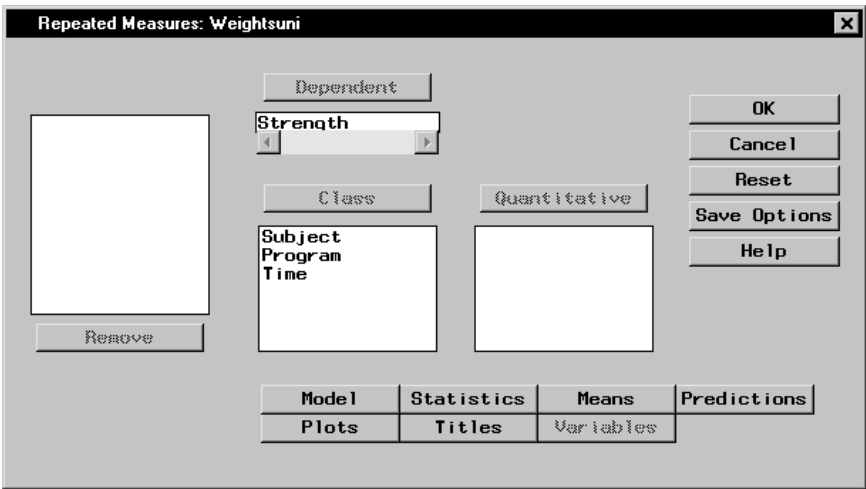 Repeated Measures: Weightsuni
Dependent
Strength
Class
Quantitative
Subject
Program
Time
Remove
OK
Cancel
Reset
Save Options
Help
Model
Statistics
Means
Predictions
Plots
Titles
Variables